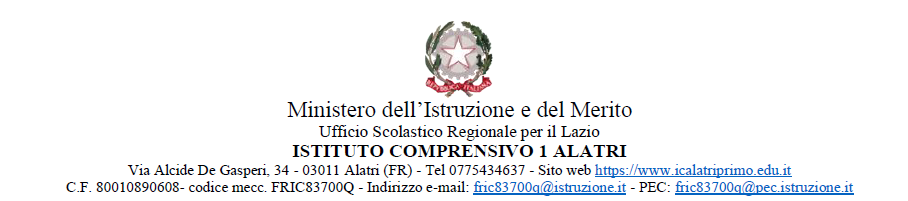 REPVBBLICA ITALIANA
Ministero dell'Istruzione e del Merito
Ufficio Scolastico Regionale per il Lazio
ISTITUTO COMPRENSIVO 1 ALATRI
Via Alcide De Gasperi, 34 - 03011 Alatri (FR) - Tel 0775434637 - Sito web https://www.icalatriprimo.edu.it
C.F. 80010890608- codice mecc. FRIC83700Q - Indirizzo e-mail: fric83700q@istruzione.it - PEC: fric83700q@pec.istruzione.it